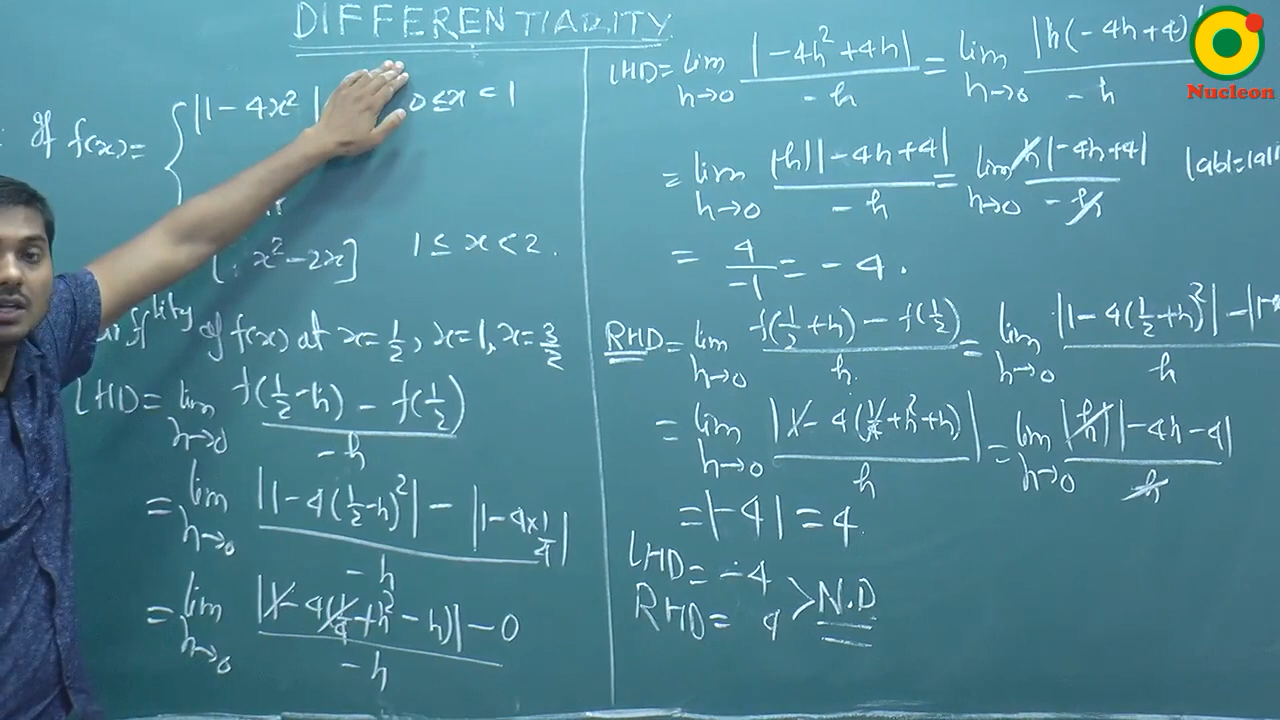 DIFFERENTIABILITY
If f(x) = { |1 - 4x² | 0 ≤ x < 1
[ x² - 2x] 1 ≤ x < 2.
of f(x) at x = 1/2, x = 1, x = 3/2
LHD = lim h→0 f(1/2 - h) - f(1/2) / -h
= lim h→0 |1 - 4(1/2 - h)²| - |1 - 4×1/4| / -h
= lim h→0 |1 - 4(1/4 + h² - h)| - 0 / -h
LHD = lim h→0 |-4h² + 4h| / -h = lim h→0 |h(-4h + 4) / -h
= lim h→0 |h| |-4h + 4| / -h = lim h→0 h |-4h + 4| / -h |ab| = |a|
= 4 / -1 = -4.
RHD = lim h→0 f(1/2 + h) - f(1/2) / h = lim h→0 |1 - 4(1/2 + h)²| - |1 - / h
= lim h→0 |1 - 4(1/4 + h² + h)| / h = lim h→0 |h| |-4h - 4| / h
= |-4| = 4
LHD = -4
RHD = 4 > N.D
Nucleon